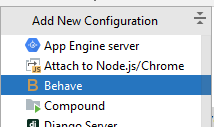 Add New Configuration
App Engine server
Attach to Node.js/Chrome
Behave
Compound
Django Server